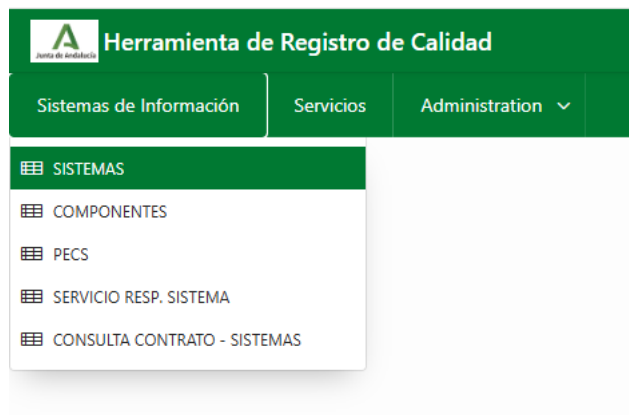 Junta de Andalucía
Herramienta de Registro de Calidad
Sistemas de Información
Servicios
Administration
SISTEMAS
COMPONENTES
PECS
SERVICIO RESP. SISTEMA
CONSULTA CONTRATO - SISTEMAS